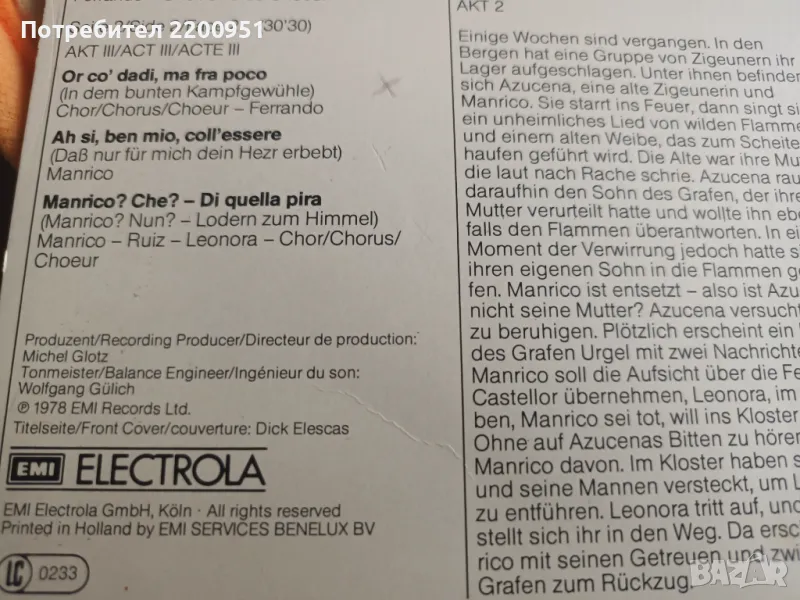 Потребител 2200951
AKT III/ACT III/ACTE III
Or co' dadi, ma fra poco
(In dem bunten Kampfgewühle)
Chor/Chorus/Choeur – Ferrando
Ah si, ben mio, coll'essere
(Daß nur für mich dein Hezr erbebt)
Manrico
Manrico? Che? – Di quella pira
(Manrico? Nun? – Lodern zum Himmel)
Manrico – Ruiz – Leonora – Chor/Chorus/
Choeur
Produzent/Recording Producer/Directeur de production:
Michel Glotz
Tonmeister/Balance Engineer/Ingénieur du son:
Wolfgang Gülich
℗ 1978 EMI Records Ltd.
Titelseite/Front Cover/couverture: Dick Elescas
EMI ELECTROLA
EMI Electrola GmbH, Köln · All rights reserved
Printed in Holland by EMI SERVICES BENELUX BV
LC 0233
AKT 2
Einige Wochen sind vergangen. In den
Bergen hat eine Gruppe von Zigeunern ihr
Lager aufgeschlagen. Unter ihnen befinden
sich Azucena, eine alte Zigeunerin und
Manrico. Sie starrt ins Feuer, dann singt si
ein unheimliches Lied von wilden Flamme
und einem alten Weibe, das zum Scheite
haufen geführt wird. Die Alte war ihre Mut
die laut nach Rache schrie. Azucena rau
daraufhin den Sohn des Grafen, der ihre
Mutter verurteilt hatte und wollte ihn ebe
falls den Flammen überantworten. In ei
Moment der Verwirrung jedoch hatte s
ihren eigenen Sohn in die Flammen ge
fen. Manrico ist entsetzt – also ist Azu
nicht seine Mutter? Azucena versucht
zu beruhigen. Plötzlich erscheint ein
des Grafen Urgel mit zwei Nachrichte
Manrico soll die Aufsicht über die Fe
Castellor übernehmen, Leonora, im
ben, Manrico sei tot, will ins Kloster
Ohne auf Azucenas Bitten zu hören
Manrico davon. Im Kloster haben s
und seine Mannen versteckt, um L
zu entführen. Leonora tritt auf, und
stellt sich ihr in den Weg. Da ersc
rico mit seinen Getreuen und zwi
Grafen zum Rückzug.
BAZAR